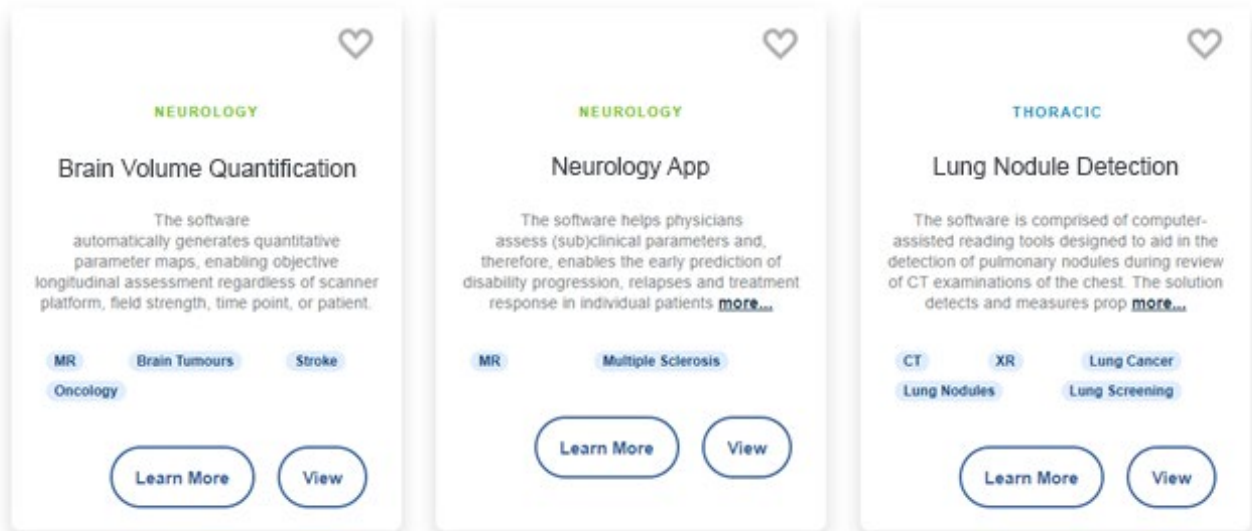 NEUROLOGY
Brain Volume Quantification
The software
automatically generates quantitative
parameter maps, enabling objective
longitudinal assessment regardless of scanner
platform, field strength, time point, or patient.
MR Brain Tumours Stroke
Oncology
Learn More View
NEUROLOGY
Neurology App
The software helps physicians
assess (sub)clinical parameters and,
therefore, enables the early prediction of
disability progression, relapses and treatment
response in individual patients more...
MR Multiple Sclerosis
Learn More View
THORACIC
Lung Nodule Detection
The software is comprised of computer-
assisted reading tools designed to aid in the
detection of pulmonary nodules during review
of CT examinations of the chest. The solution
detects and measures prop more...
CT XR Lung Cancer
Lung Nodules Lung Screening
Learn More View